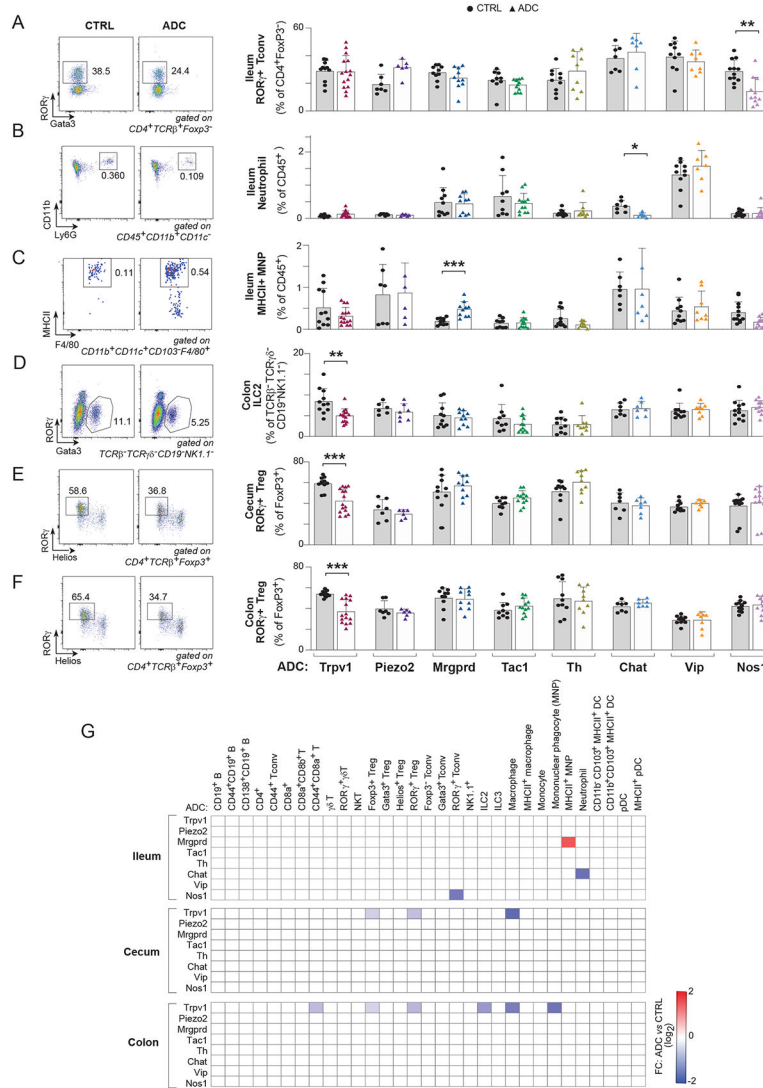 ● CTRL ▲ ADC
A
CTRL ADC
38.5
24.4
RORγ
Gata3
gated on
CD4⁺TCRβ⁺Foxp3⁻
Ileum
RORγ+ Tconv
(% of CD4⁺FoxP3⁻)
60
0
**
B
0.360
0.109
CD11b
Ly6G
gated on
CD45⁺CD11b⁺CD11c⁻
Ileum
Neutrophil
(% of CD45⁺)
2
1
0
*
C
0.11
0.54
MHCII
F4/80
gated on
CD11b⁺CD11c⁺CD103⁻F4/80⁺
Ileum
MHCII+ MNP
(% of CD45⁺)
2
1
0
***
D
11.1
5.25
RORγ
Gata3
gated on
TCRβ⁻TCRγδ⁻CD19⁻NK1.1⁻
Colon
ILC2
(% of TCRβ⁻TCRγδ⁻
CD19⁻NK1.1⁻)
20
0
**
E
58.6
36.8
RORγ
Helios
gated on
CD4⁺TCRβ⁺Foxp3⁺
Cecum
RORγ+ Treg
(% of FoxP3⁺)
80
0
***
F
65.4
34.7
RORγ
Helios
gated on
CD4⁺TCRβ⁺Foxp3⁺
Colon
RORγ+ Treg
(% of FoxP3⁺)
100
0
***
ADC: Trpv1 Piezo2 Mrgprd Tac1 Th Chat Vip Nos1
G
ADC:
CD19⁺ B
CD44⁺CD19⁺ B
CD138⁺CD19⁺ B
CD4⁺
CD44⁺ Tconv
CD8a⁺
CD8a⁺CD8b⁺T
CD44⁺CD8a⁺ T
γδ T
RORγ⁺γδT
NKT
Foxp3+ Treg
Gata3⁺ Treg
Helios⁺ Treg
RORγ⁺ Treg
Foxp3⁻ Tconv
Gata3⁺ Tconv
RORγ⁺ Tconv
NK1.1⁺
ILC2
ILC3
Macrophage
MHCII⁺ macrophage
Monocyte
Mononuclear phagocyte (MNP)
MHCII⁺ MNP
Neutrophil
CD11b⁻ CD103⁺ MHCII⁺ DC
CD11b⁺CD103⁺ MHCII⁺ DC
pDC
MHCII⁺ pDC
Ileum
Trpv1
Piezo2
Mrgprd
Tac1
Th
Chat
Vip
Nos1
Cecum
Trpv1
Piezo2
Mrgprd
Tac1
Th
Chat
Vip
Nos1
Colon
Trpv1
Piezo2
Mrgprd
Tac1
Th
Chat
Vip
Nos1
FC: ADC vs CTRL
(log₂)
2
0
-2